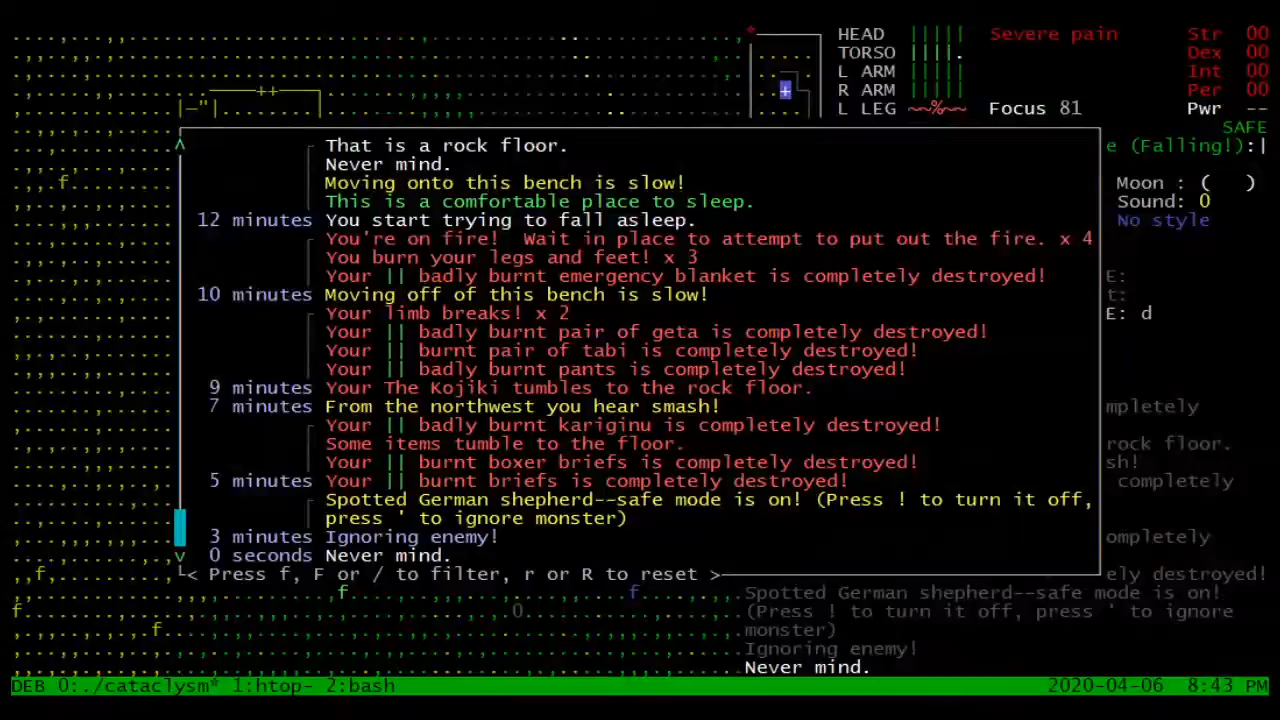 HEAD ||||| Severe pain Str 00
TORSO ||||. Dex 00
L ARM ||||| Int 00
R ARM ||||| Per 00
L LEG ~~%~~ Focus 81 Pwr --
SAFE
e (Falling!):|
That is a rock floor.
Never mind.
Moving onto this bench is slow! Moon : (   )
This is a comfortable place to sleep. Sound: 0
12 minutes You start trying to fall asleep. No style
You're on fire!  Wait in place to attempt to put out the fire. x 4
You burn your legs and feet! x 3
Your || badly burnt emergency blanket is completely destroyed! E:
10 minutes Moving off of this bench is slow! t:
Your limb breaks! x 2 E: d
Your || badly burnt pair of geta is completely destroyed!
Your || burnt pair of tabi is completely destroyed!
Your || badly burnt pants is completely destroyed!
9 minutes Your The Kojiki tumbles to the rock floor.
7 minutes From the northwest you hear smash! mpletely
Your || badly burnt kariginu is completely destroyed!
Some items tumble to the floor. rock floor.
Your || burnt boxer briefs is completely destroyed! sh!
5 minutes Your || burnt briefs is completely destroyed! completely
Spotted German shepherd--safe mode is on! (Press ! to turn it off,
press ' to ignore monster)
3 minutes Ignoring enemy! ompletely
0 seconds Never mind.
< Press f, F or / to filter, r or R to reset > ely destroyed!
Spotted German shepherd--safe mode is on!
(Press ! to turn it off, press ' to ignore
monster)
Ignoring enemy!
Never mind.
DEB 0:./cataclysm* 1:htop- 2:bash 2020-04-06  8:43 PM